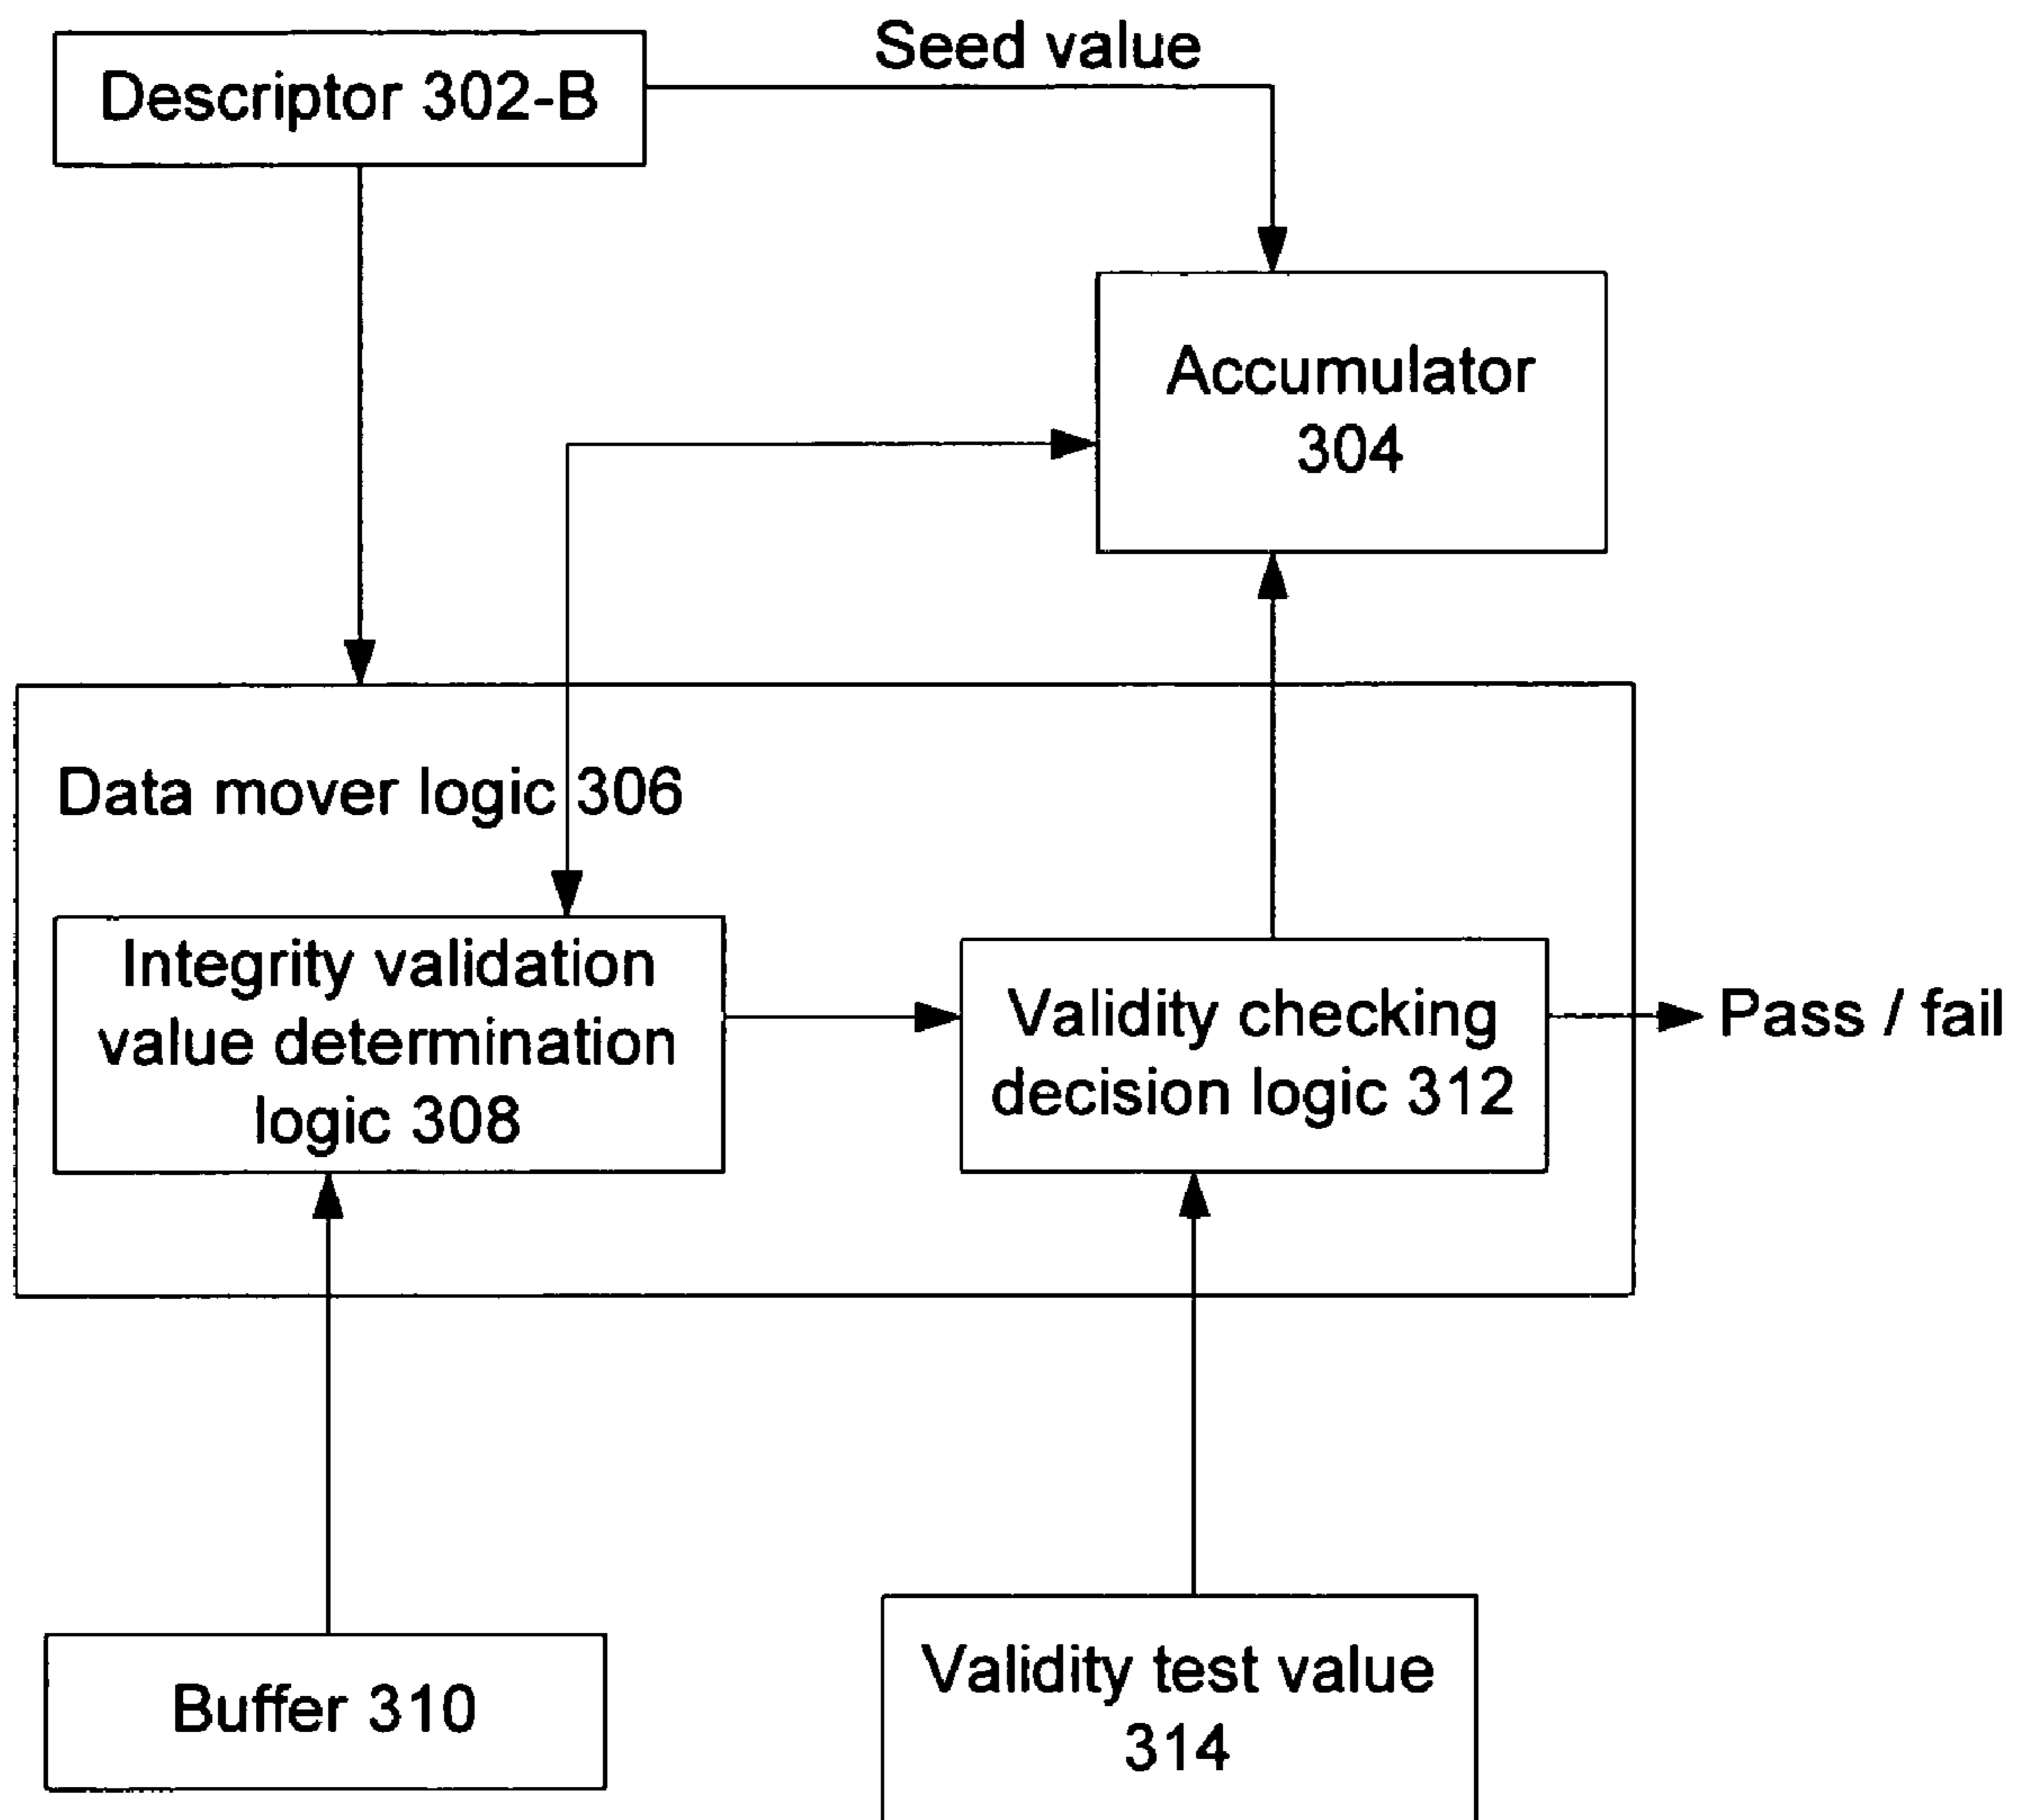 Seed value
Descriptor 302-B
Accumulator
304
Data mover logic 306
Integrity validation
value determination
logic 308
Validity checking
decision logic 312
Pass / fail
Buffer 310
Validity test value
314